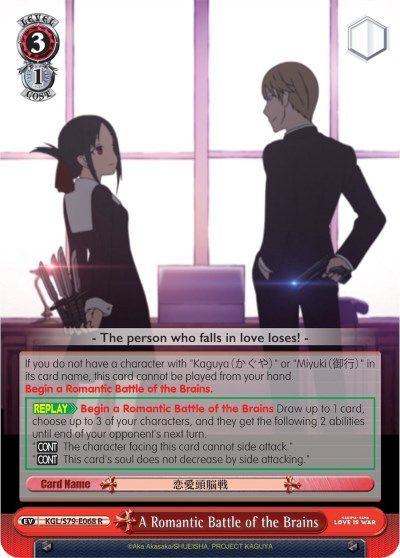 LEVEL
3
1
COST
- The person who falls in love loses! -
If you do not have a character with "Kaguya(かぐや)" or "Miyuki(御行)" in
its card name, this card cannot be played from your hand.
Begin a Romantic Battle of the Brains.
REPLAY Begin a Romantic Battle of the Brains Draw up to 1 card,
choose up to 3 of your characters, and they get the following 2 abilities
until end of your opponent's next turn.
"CONT The character facing this card cannot side attack."
"CONT This card's soul does not decrease by side attacking."
Card Name 恋愛頭脳戦
EV KGL/S79-E068 R A Romantic Battle of the Brains
KAGUYA-SAMA
LOVE IS WAR
©Aka Akasaka/SHUEISHA, PROJECT KAGUYA